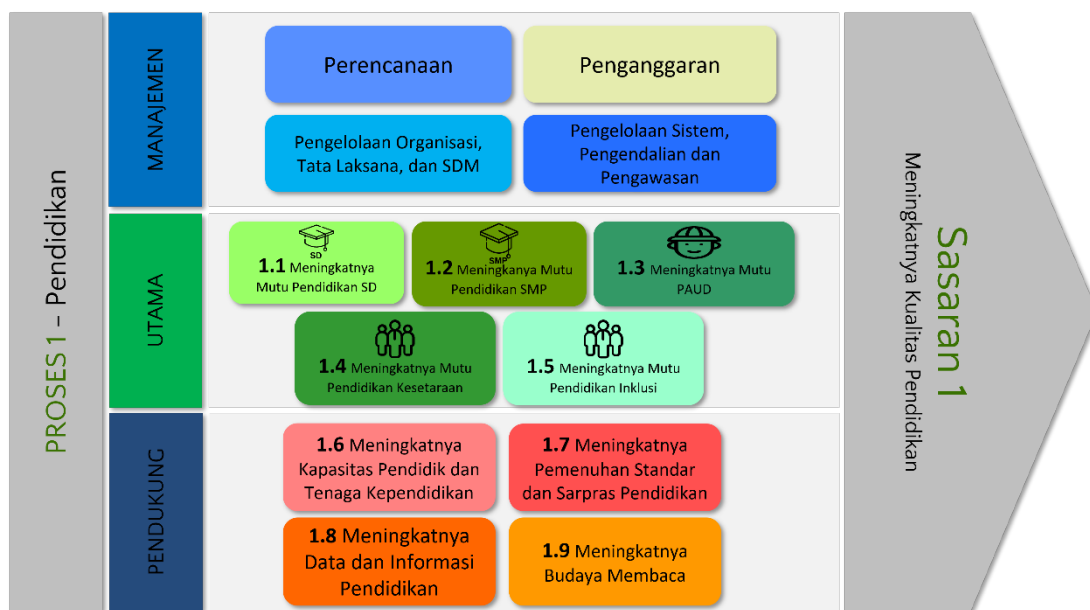 PROSES 1 – Pendidikan
MANAJEMEN
Perencanaan
Penganggaran
Pengelolaan Organisasi,
Tata Laksana, dan SDM
Pengelolaan Sistem,
Pengendalian dan
Pengawasan
UTAMA
SD
1.1 Meningkatnya
Mutu Pendidikan SD
SMP
1.2 Meningkanya Mutu
Pendidikan SMP
1.3 Meningkatnya Mutu
PAUD
1.4 Meningkatnya Mutu
Pendidikan Kesetaraan
1.5 Meningkatnya Mutu
Pendidikan Inklusi
PENDUKUNG
1.6 Meningkatnya
Kapasitas Pendidik dan
Tenaga Kependidikan
1.7 Meningkatnya
Pemenuhan Standar
dan Sarpras Pendidikan
1.8 Meningkatnya
Data dan Informasi
Pendidikan
1.9 Meningkatnya
Budaya Membaca
Sasaran 1
Meningkatnya Kualitas Pendidikan